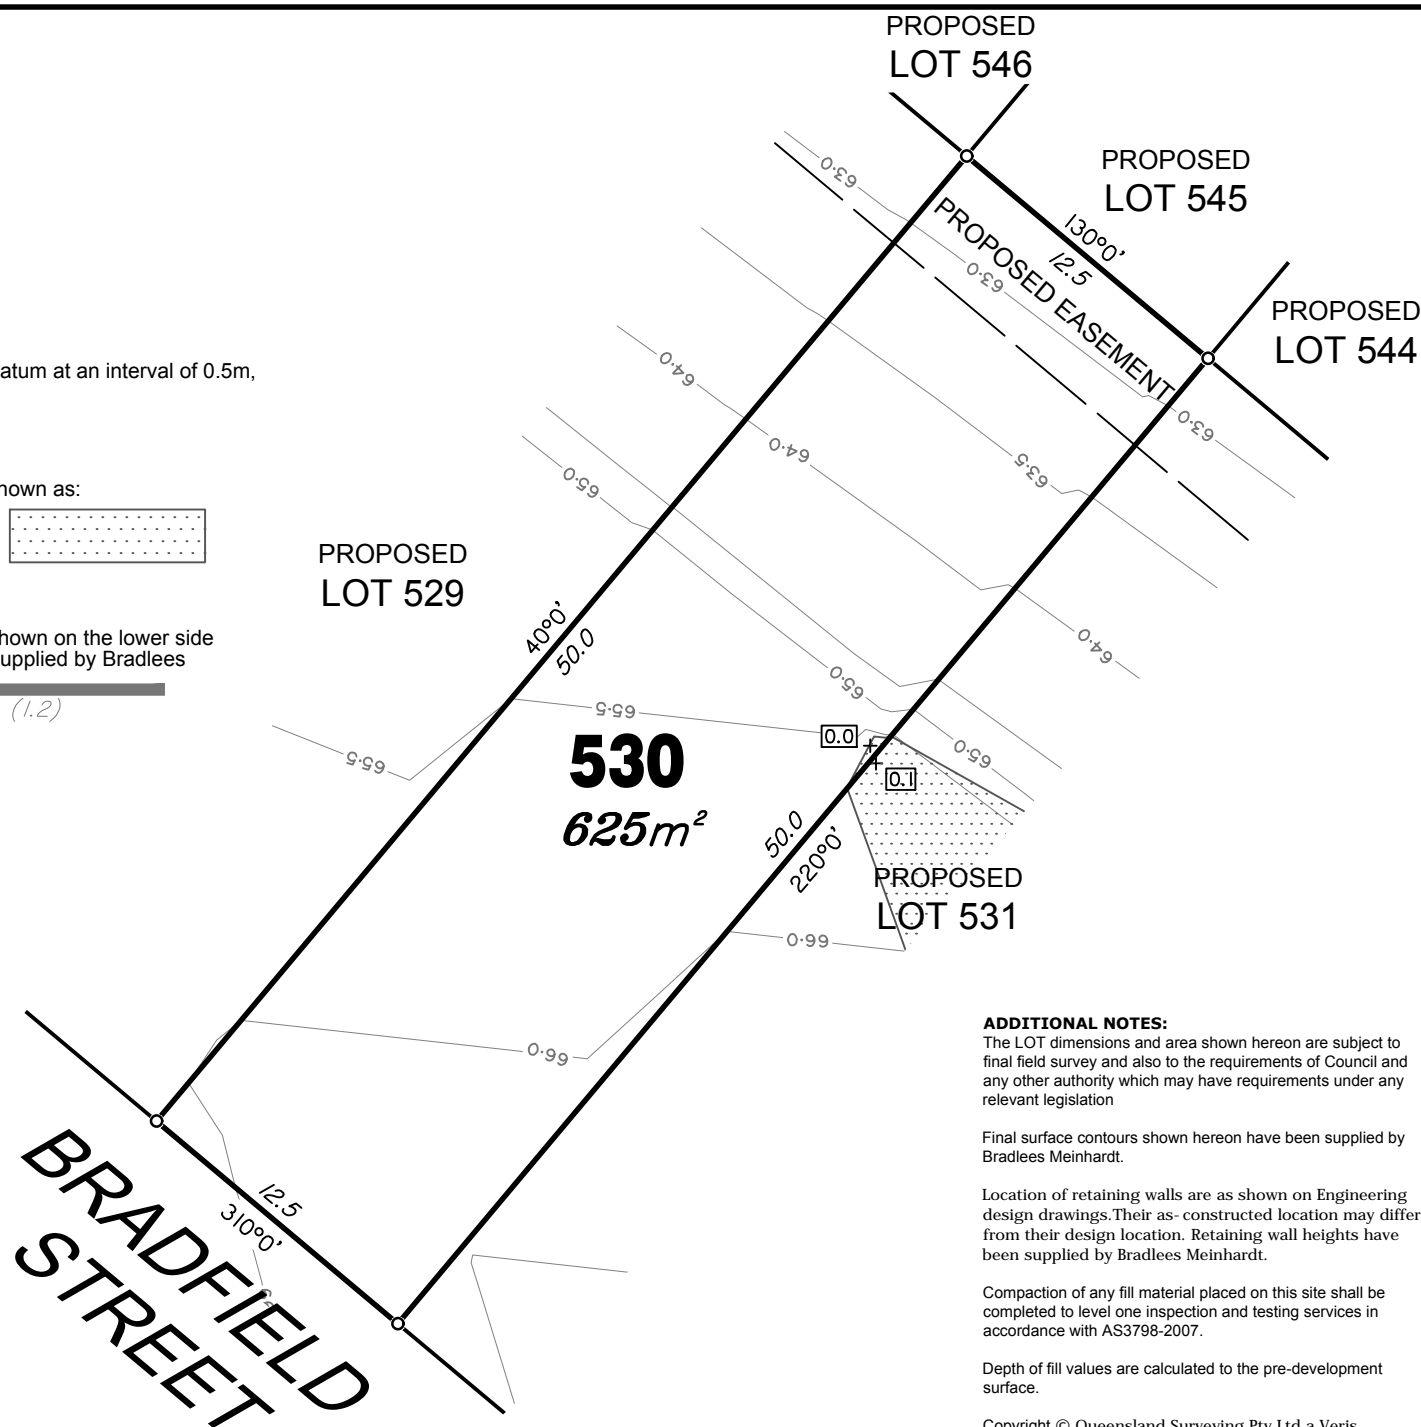 PROPOSED
LOT 546
PROPOSED
LOT 545
130°0'
12.5
PROPOSED
LOT 544
PROPOSED EASEMENT
63·0
63·0
63·0
63·5
64·0
64·0
64·0
65·0
65·0
65·0
65·5
65·5
66·0
66·0
atum at an interval of 0.5m,
hown as:
hown on the lower side
upplied by Bradlees
(1.2)
PROPOSED
LOT 529
40°0'
50.0
530
625m²
0.0
0.1
50.0
220°0'
PROPOSED
LOT 531
12.5
310°0'
BRADFIELD
STREET
ADDITIONAL NOTES:
The LOT dimensions and area shown hereon are subject to
final field survey and also to the requirements of Council and
any other authority which may have requirements under any
relevant legislation
Final surface contours shown hereon have been supplied by
Bradlees Meinhardt.
Location of retaining walls are as shown on Engineering
design drawings.Their as- constructed location may differ
from their design location. Retaining wall heights have
been supplied by Bradlees Meinhardt.
Compaction of any fill material placed on this site shall be
completed to level one inspection and testing services in
accordance with AS3798-2007.
Depth of fill values are calculated to the pre-development
surface.
Copyright © Queensland Surveying Pty Ltd a Veris